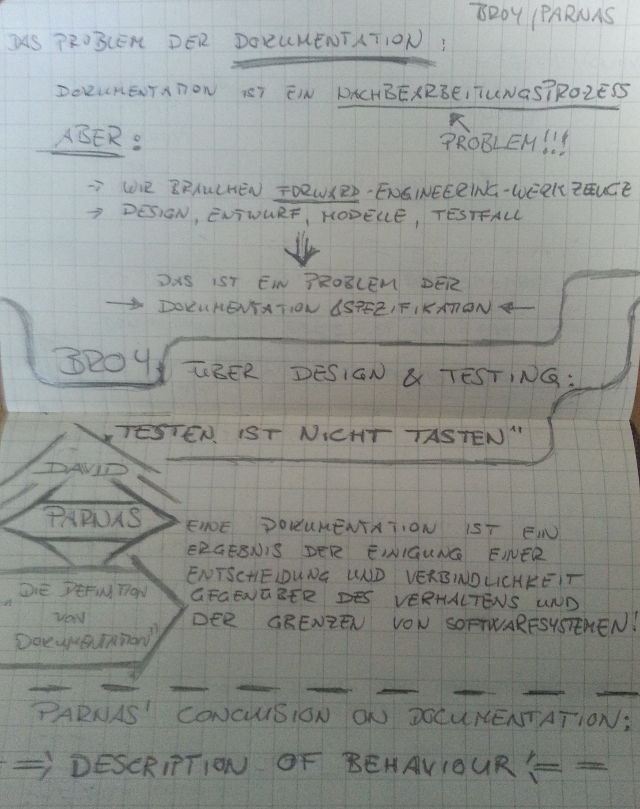 BROY/PARNAS
DAS PROBLEM DER DOKUMENTATION:
DOKUMENTATION IST EIN NACHBEARBEITUNGSPROZESS
ABER:
PROBLEM!!!
→ WIR BRAUCHEN FORWARD-ENGINEERING-WERKZEUGE
→ DESIGN, ENTWURF, MODELLE, TESTFALL
⇓
DAS IST EIN PROBLEM DER
→ DOKUMENTATION & SPEZIFIKATION ←
BROY, ÜBER DESIGN & TESTING:
„TESTEN IST NICHT TASTEN"
DAVID
PARNAS
„DIE DEFINITION
VON
DOKUMENTATION"
EINE DOKUMENTATION IST EIN
ERGEBNIS DER EINIGUNG EINER
ENTSCHEIDUNG UND VERBINDLICHKEIT
GEGENÜBER DES VERHALTENS UND
DER GRENZEN VON SOFTWARESYSTEMEN!
PARNAS' CONCLUSION ON DOCUMENTATION:
⇒ DESCRIPTION OF BEHAVIOUR! ⇐